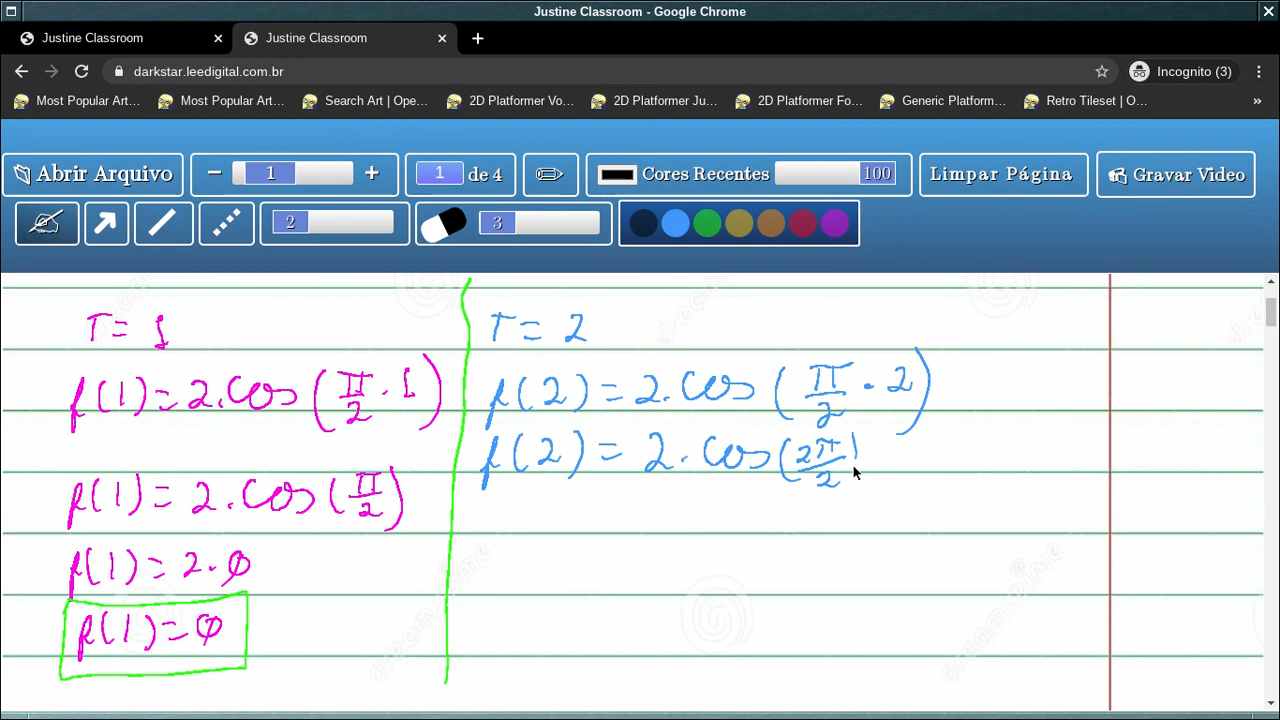 Justine Classroom - Google Chrome
Justine Classroom
Justine Classroom
darkstar.leedigital.com.br
Incognito (3)
Most Popular Art...
Most Popular Art...
Search Art | Ope...
2D Platformer Vo...
2D Platformer Ju...
2D Platformer Fo...
Generic Platform...
Retro Tileset | O...
»
Abrir Arquivo
− 1 +
1 de 4
Cores Recentes 100
Limpar Página
Gravar Video
2
3
T = 1
f(1) = 2.cos(π/2 · 1)
f(1) = 2.cos(π/2)
f(1) = 2·0
f(1) = 0
T = 2
f(2) = 2.cos(π/2 · 2)
f(2) = 2.cos(2π/2